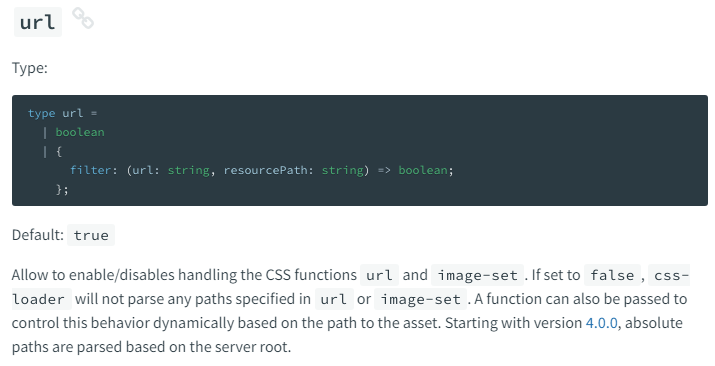 url
Type:
type url =
  | boolean
  | {
      filter: (url: string, resourcePath: string) => boolean;
    };
Default: true
Allow to enable/disables handling the CSS functions url and image-set. If set to false, css-
loader will not parse any paths specified in url or image-set. A function can also be passed to
control this behavior dynamically based on the path to the asset. Starting with version 4.0.0, absolute
paths are parsed based on the server root.